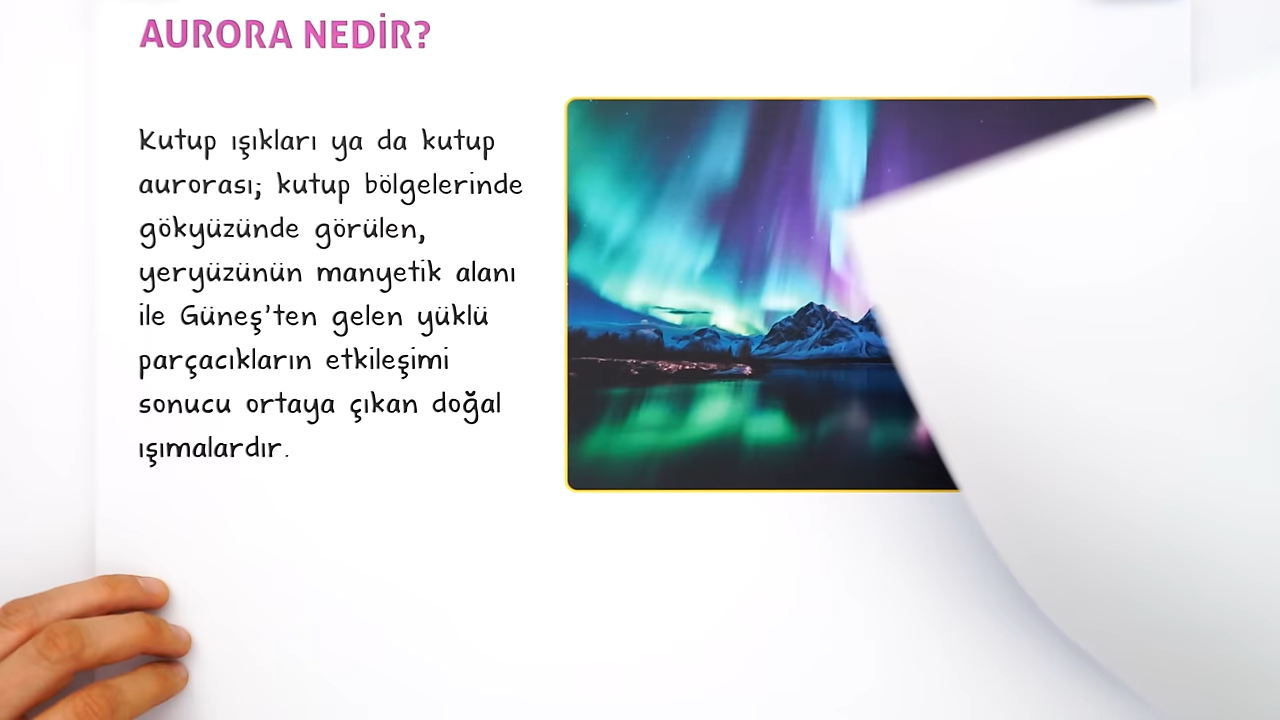 AURORA NEDİR?
Kutup ışıkları ya da kutup
aurorası; kutup bölgelerinde
gökyüzünde görülen,
yeryüzünün manyetik alanı
ile Güneş'ten gelen yüklü
parçacıkların etkileşimi
sonucu ortaya çıkan doğal
ışımalardır.